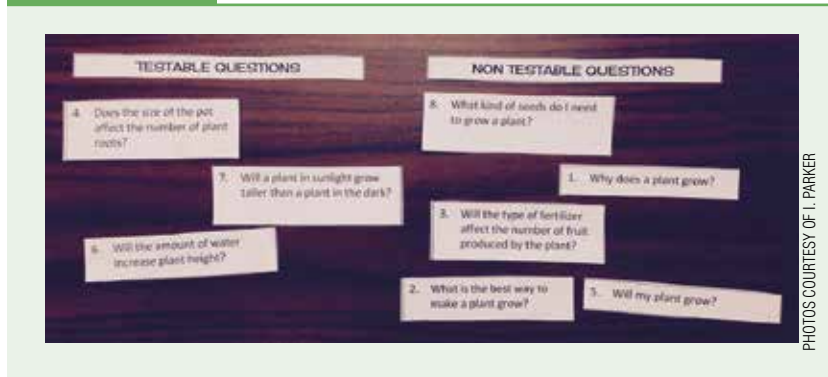 TESTABLE QUESTIONS
4. Does the size of the pot
affect the number of plant
roots?
7. Will a plant in sunlight grow
taller than a plant in the dark?
6. Will the amount of water
increase plant height?
NON TESTABLE QUESTIONS
8. What kind of seeds do I need
to grow a plant?
1. Why does a plant grow?
3. Will the type of fertilizer
affect the number of fruit
produced by the plant?
2. What is the best way to
make a plant grow?
5. Will my plant grow?
PHOTOS COURTESY OF I. PARKER